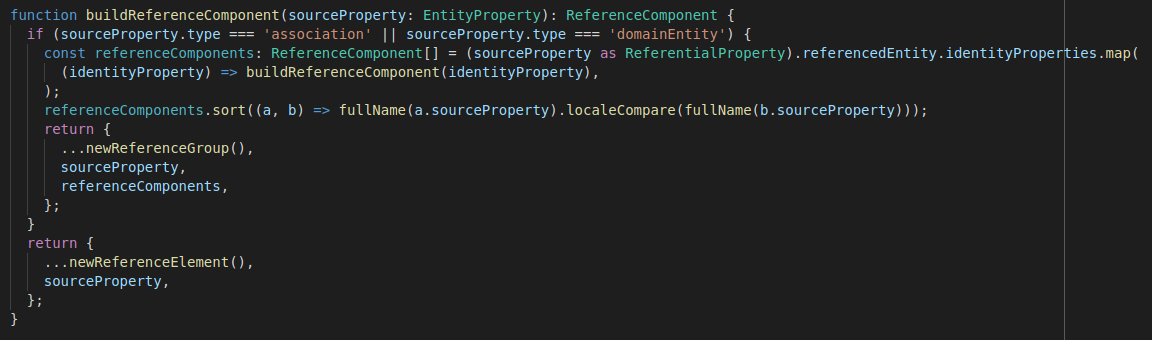 function buildReferenceComponent(sourceProperty: EntityProperty): ReferenceComponent {
  if (sourceProperty.type === 'association' || sourceProperty.type === 'domainEntity') {
    const referenceComponents: ReferenceComponent[] = (sourceProperty as ReferentialProperty).referencedEntity.identityProperties.map(
      (identityProperty) => buildReferenceComponent(identityProperty),
    );
    referenceComponents.sort((a, b) => fullName(a.sourceProperty).localeCompare(fullName(b.sourceProperty)));
    return {
      ...newReferenceGroup(),
      sourceProperty,
      referenceComponents,
    };
  }
  return {
    ...newReferenceElement(),
    sourceProperty,
  };
}